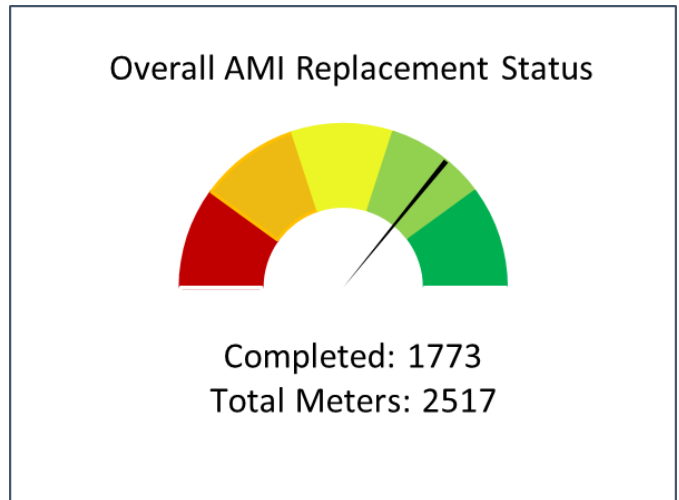 Overall AMI Replacement Status
Completed: 1773
Total Meters: 2517